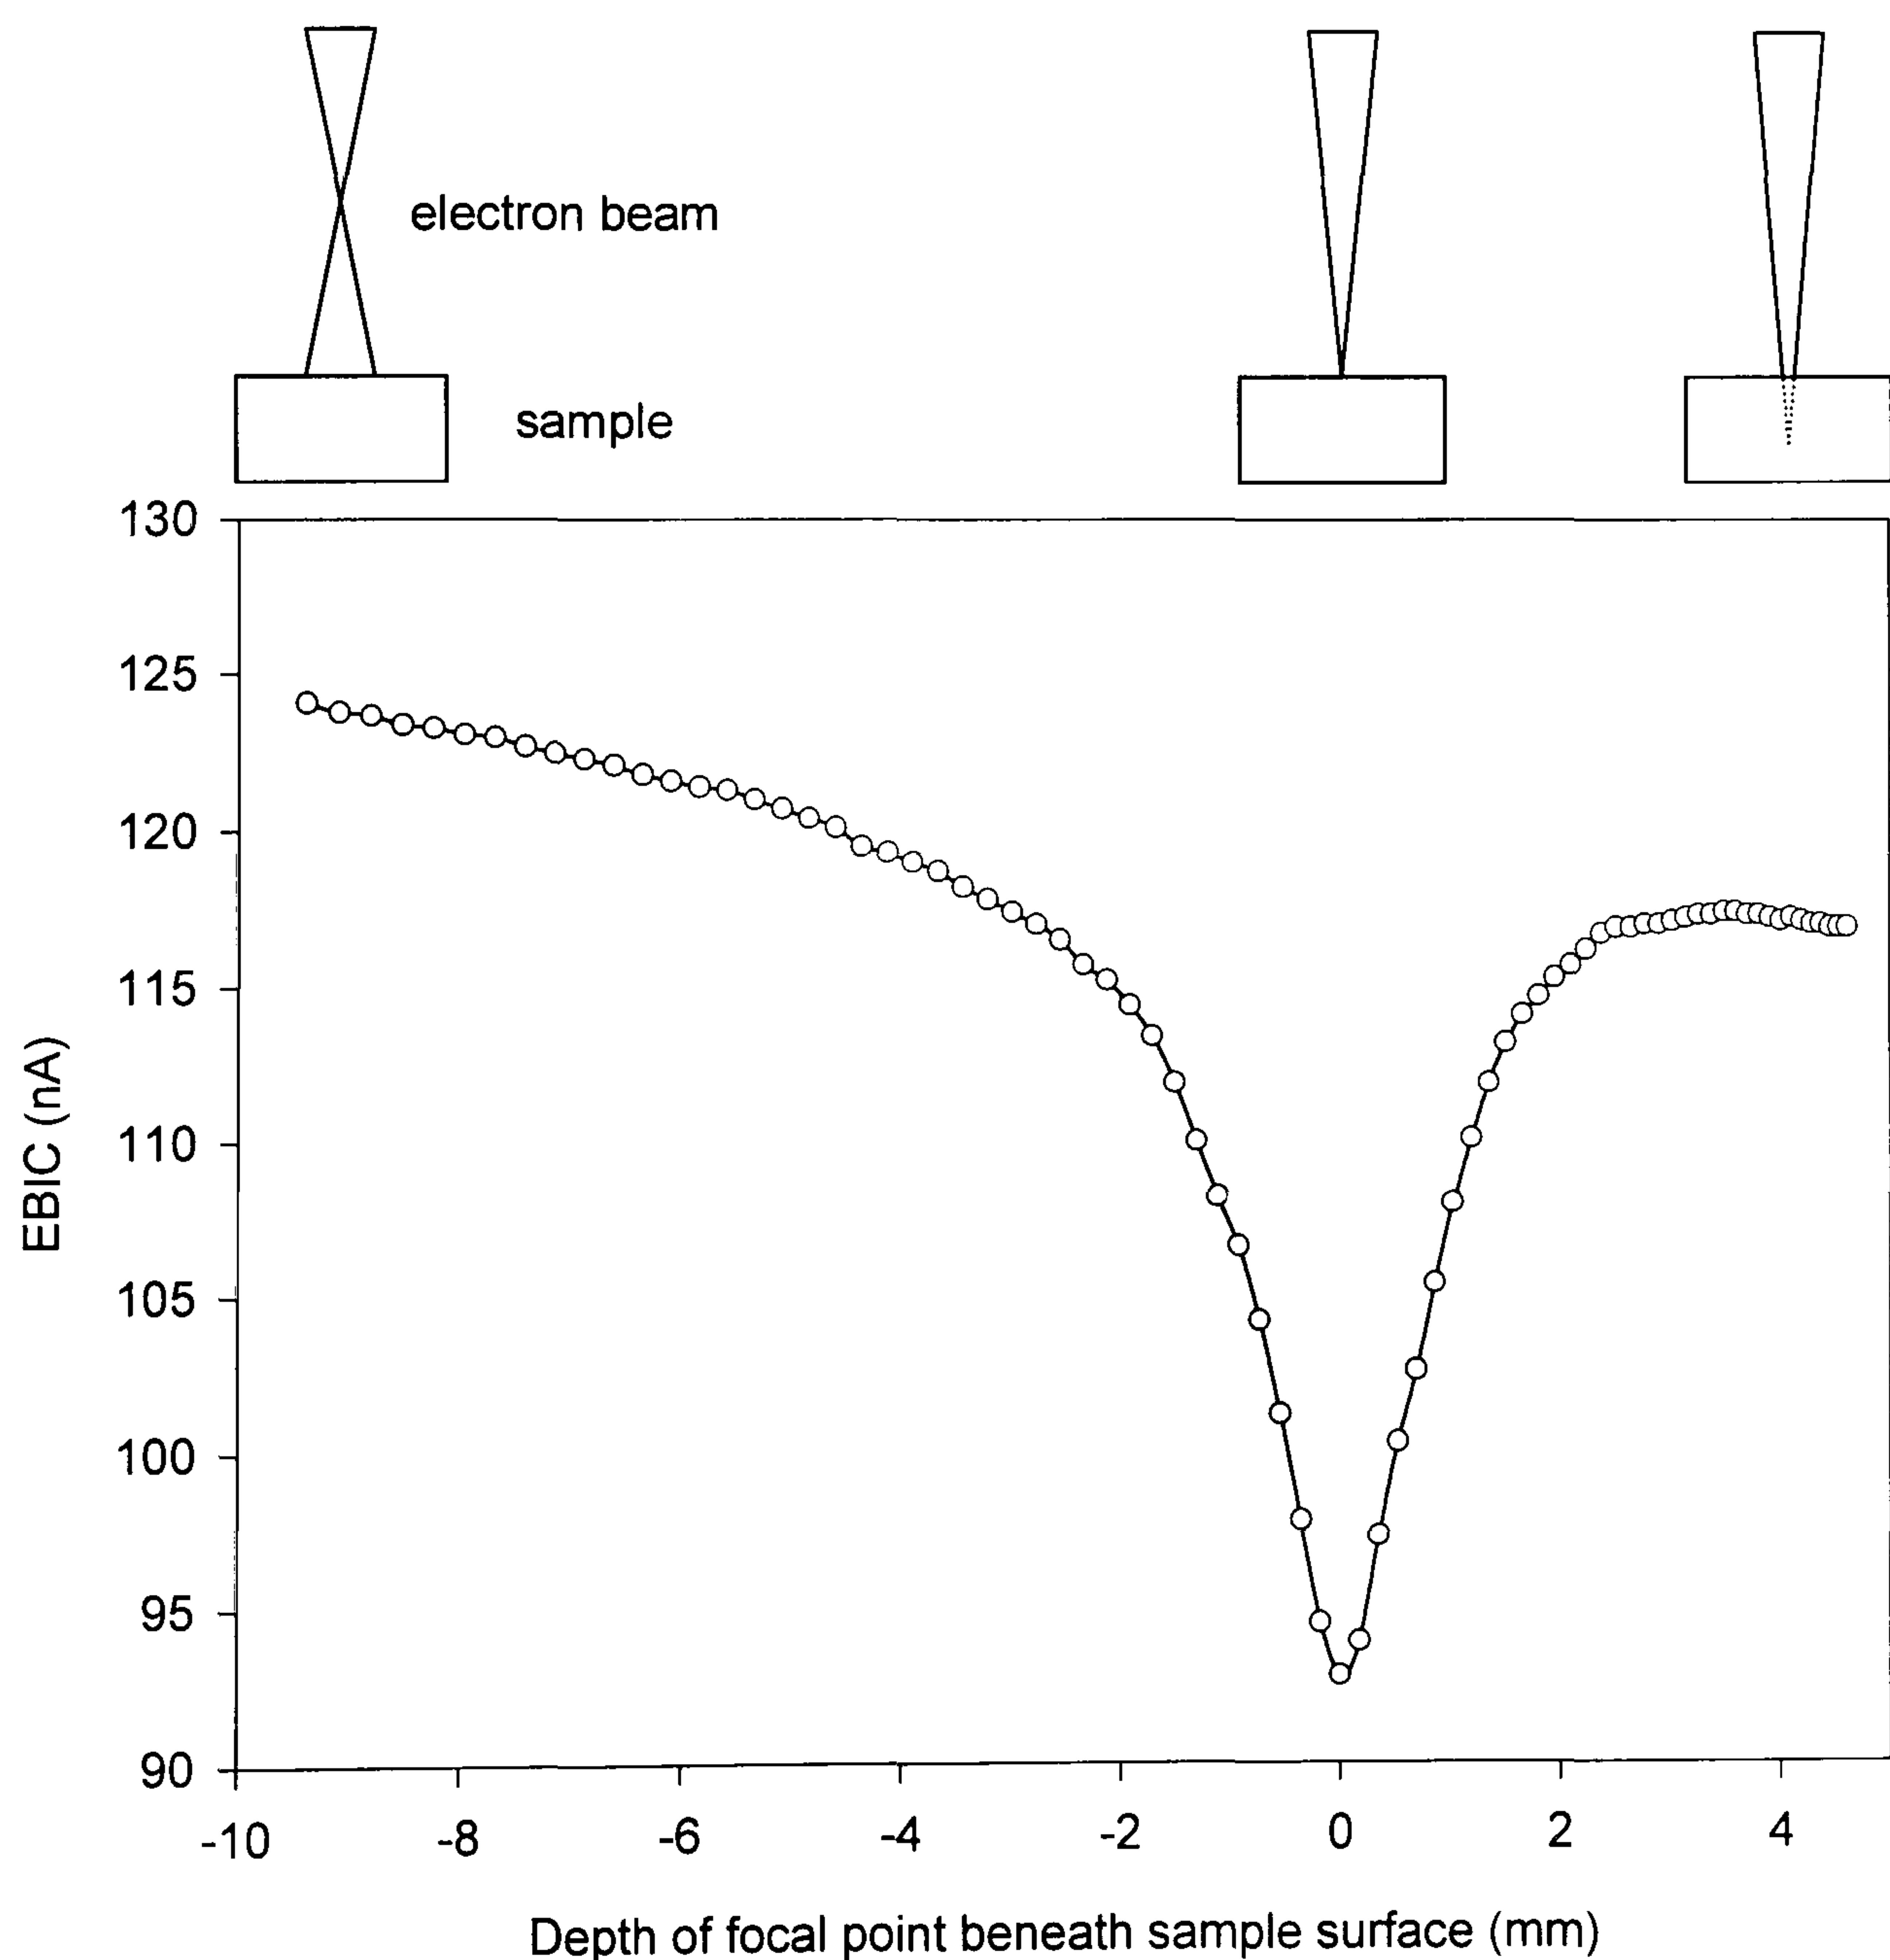 electron beam
sample
130
125
120
115
110
105
100
95
90
EBIC (nA)
-10 -8 -6 -4 -2 0 2 4
Depth of focal point beneath sample surface (mm)